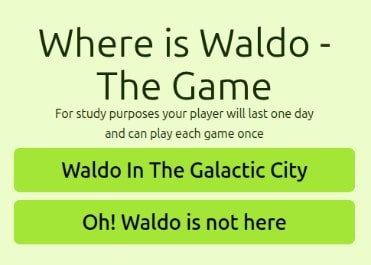 Where is Waldo -
The Game
For study purposes your player will last one day
and can play each game once
Waldo In The Galactic City
Oh! Waldo is not here